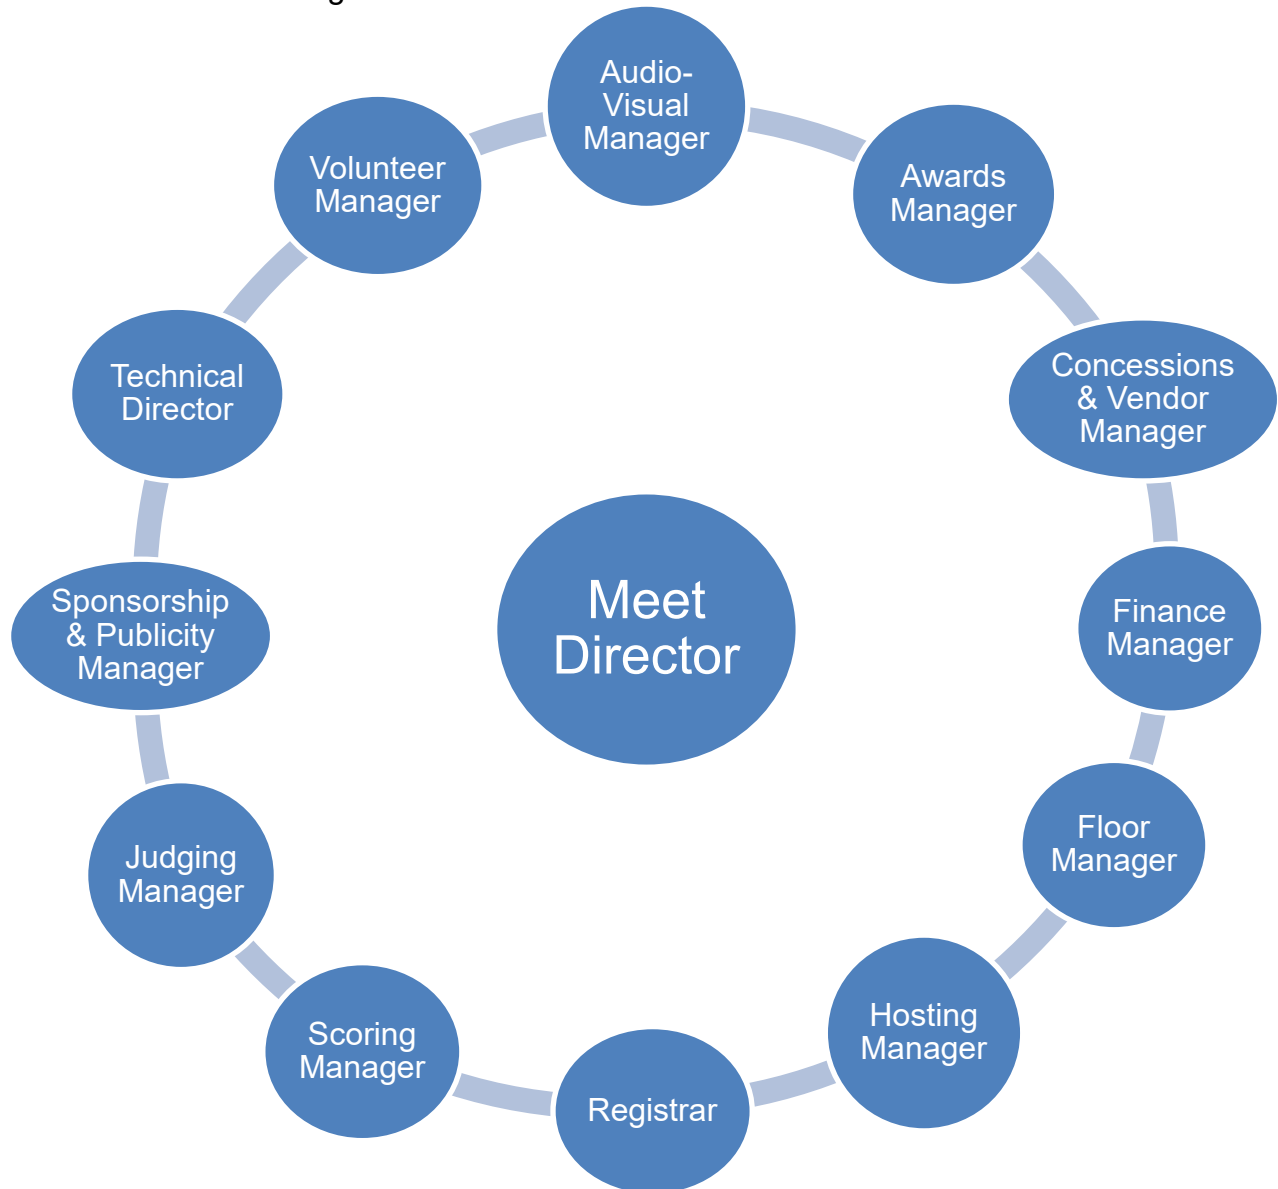 Audio-
Visual
Manager
Awards
Manager
Concessions
& Vendor
Manager
Finance
Manager
Floor
Manager
Hosting
Manager
Registrar
Scoring
Manager
Judging
Manager
Sponsorship
& Publicity
Manager
Technical
Director
Volunteer
Manager
Meet
Director